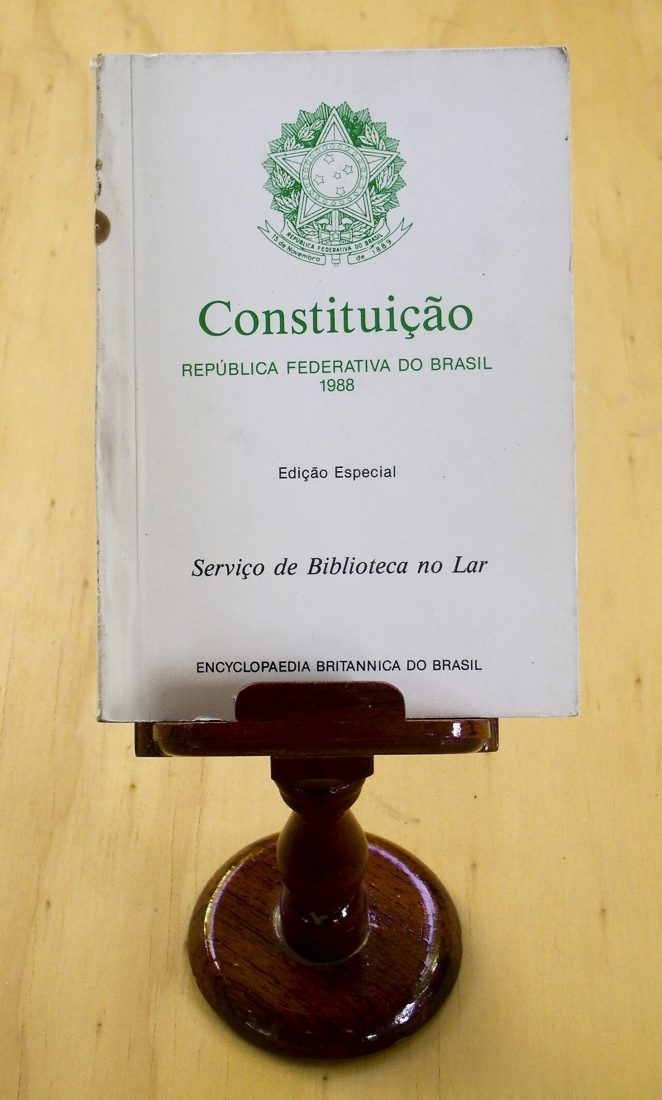 REPÚBLICA FEDERATIVA DO BRASIL
15 de Novembro de 1889
Constituição
REPÚBLICA FEDERATIVA DO BRASIL
1988
Edição Especial
Serviço de Biblioteca no Lar
ENCYCLOPAEDIA BRITANNICA DO BRASIL